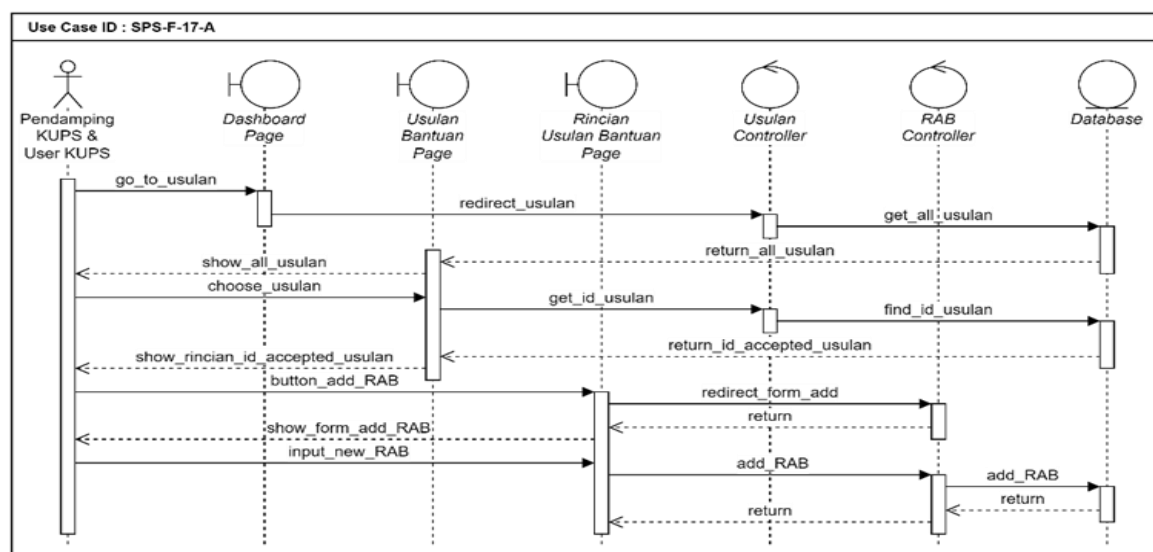 Use Case ID : SPS-F-17-A
Pendamping
KUPS &
User KUPS
Dashboard
Page
Usulan
Bantuan
Page
Rincian
Usulan Bantuan
Page
Usulan
Controller
RAB
Controller
Database
go_to_usulan
redirect_usulan
get_all_usulan
return_all_usulan
show_all_usulan
choose_usulan
get_id_usulan
find_id_usulan
return_id_accepted_usulan
show_rincian_id_accepted_usulan
button_add_RAB
redirect_form_add
return
show_form_add_RAB
input_new_RAB
add_RAB
add_RAB
return
return